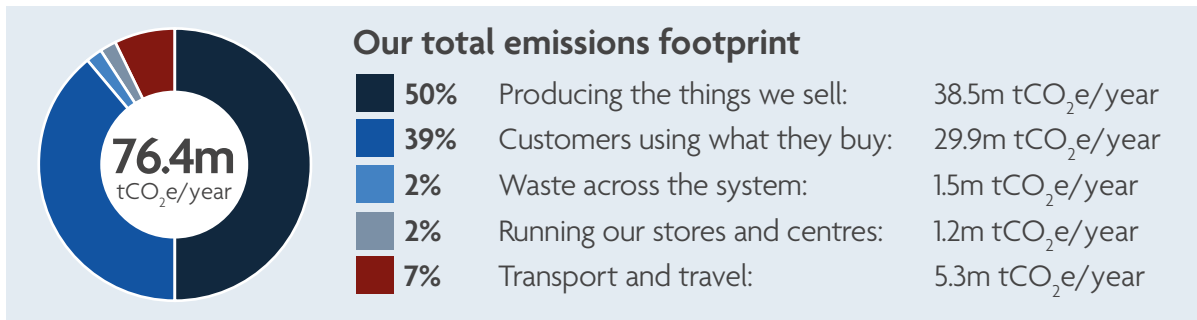 Our total emissions footprint
76.4m
tCO₂e/year
50% Producing the things we sell: 38.5m tCO₂e/year
39% Customers using what they buy: 29.9m tCO₂e/year
2% Waste across the system: 1.5m tCO₂e/year
2% Running our stores and centres: 1.2m tCO₂e/year
7% Transport and travel: 5.3m tCO₂e/year